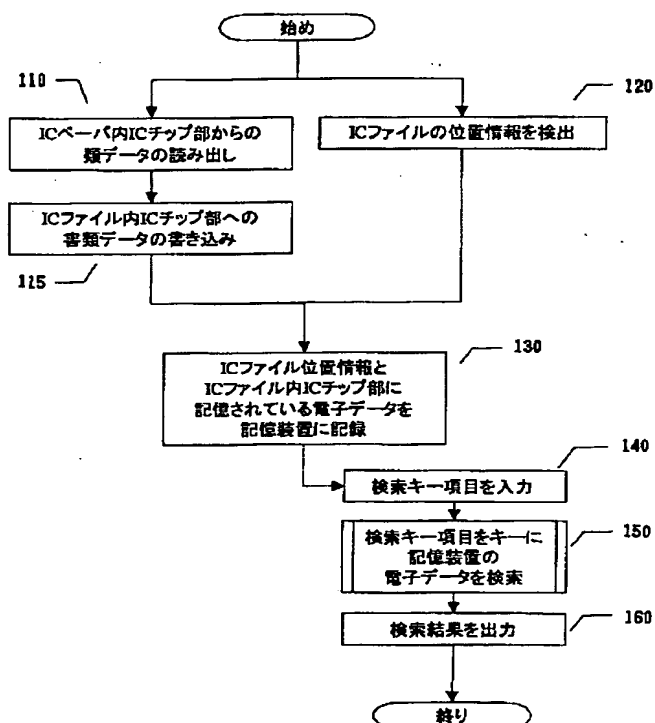 始め
110
ICペーパ内ICチップ部からの
類データの読み出し
120
ICファイルの位置情報を検出
ICファイル内ICチップ部への
書類データの書き込み
115
130
ICファイル位置情報と
ICファイル内ICチップ部に
記憶されている電子データを
記憶装置に記録
140
検索キー項目を入力
150
検索キー項目をキーに
記憶装置の
電子データを検索
160
検索結果を出力
終り